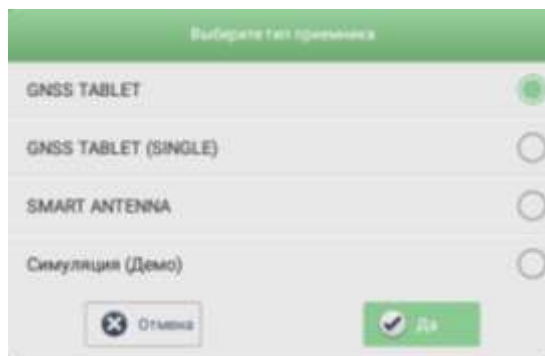 Выберите тип приемника
GNSS TABLET
GNSS TABLET (SINGLE)
SMART ANTENNA
Симуляция (Демо)
Отмена
Да